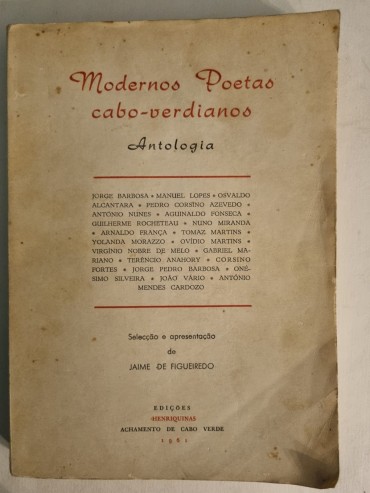 Modernos Poetas
cabo-verdianos
Antologia
JORGE BARBOSA • MANUEL LOPES • OSVALDO
ALCANTARA • PEDRO CORSINO AZEVEDO •
ANTÓNIO NUNES • AGUINALDO FONSECA •
GUILHERME ROCHETEAU • NUNO MIRANDA
• ARNALDO FRANÇA • TOMAZ MARTINS •
YOLANDA MORAZZO • OVÍDIO MARTINS •
VIRGÍNIO NOBRE DE MELO • GABRIEL MA-
RIANO • TERÊNCIO ANAHORY • CORSINO
FORTES • JORGE PEDRO BARBOSA • ONÉ-
SIMO SILVEIRA • JOÃO VÁRIO • ANTÓNIO
MENDES CARDOZO
Selecção e apresentação
de
JAIME DE FIGUEIREDO
EDIÇÕES
HENRIQUINAS
ACHAMENTO DE CABO VERDE
1961